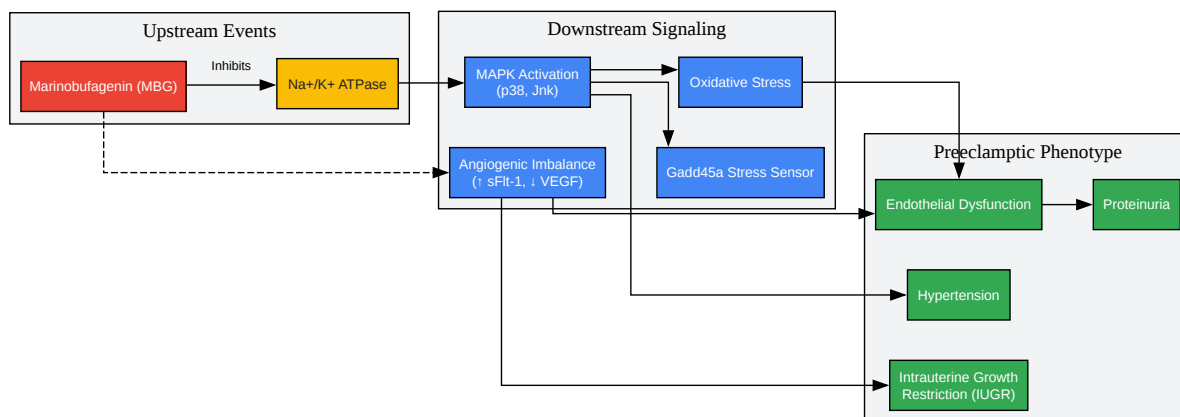 Upstream Events
Marinobufagenin (MBG)
Inhibits
Na+/K+ ATPase
Downstream Signaling
MAPK Activation
(p38, Jnk)
Oxidative Stress
Angiogenic Imbalance
(↑ sFlt-1, ↓ VEGF)
Gadd45a Stress Sensor
Preeclamptic Phenotype
Endothelial Dysfunction
Proteinuria
Hypertension
Intrauterine Growth
Restriction (IUGR)